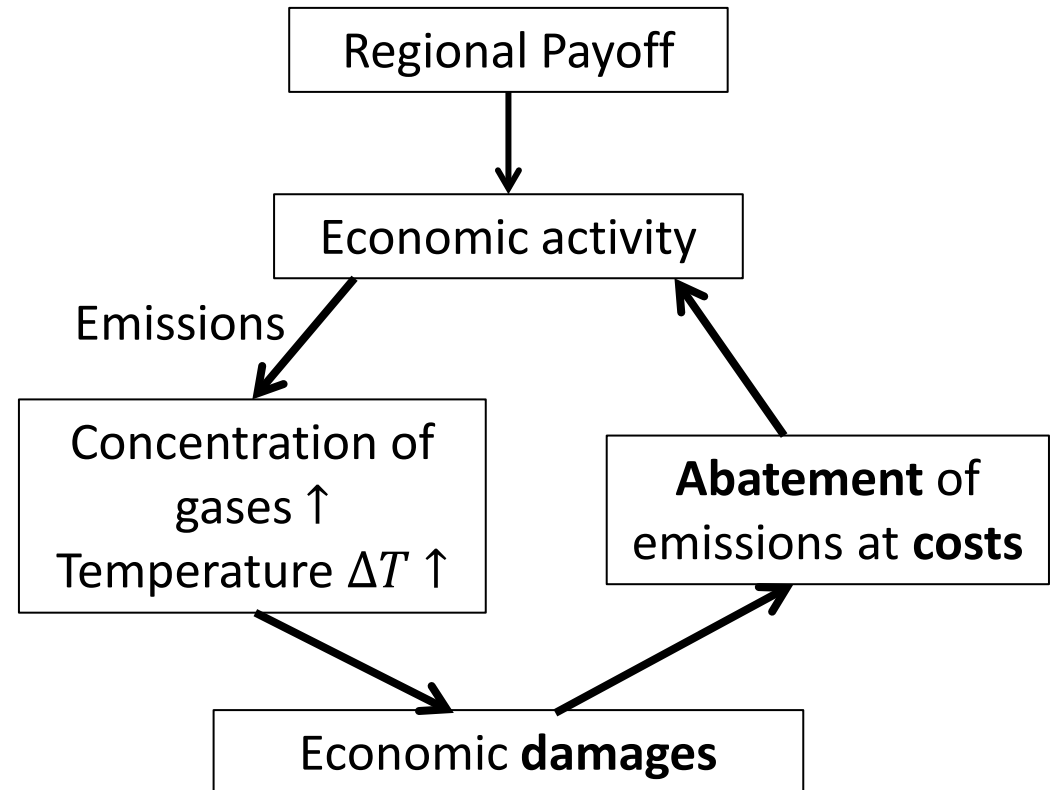 Regional Payoff
Economic activity
Emissions
Concentration of
gases ↑
Temperature Δ𝑇 ↑
Abatement of
emissions at costs
Economic damages